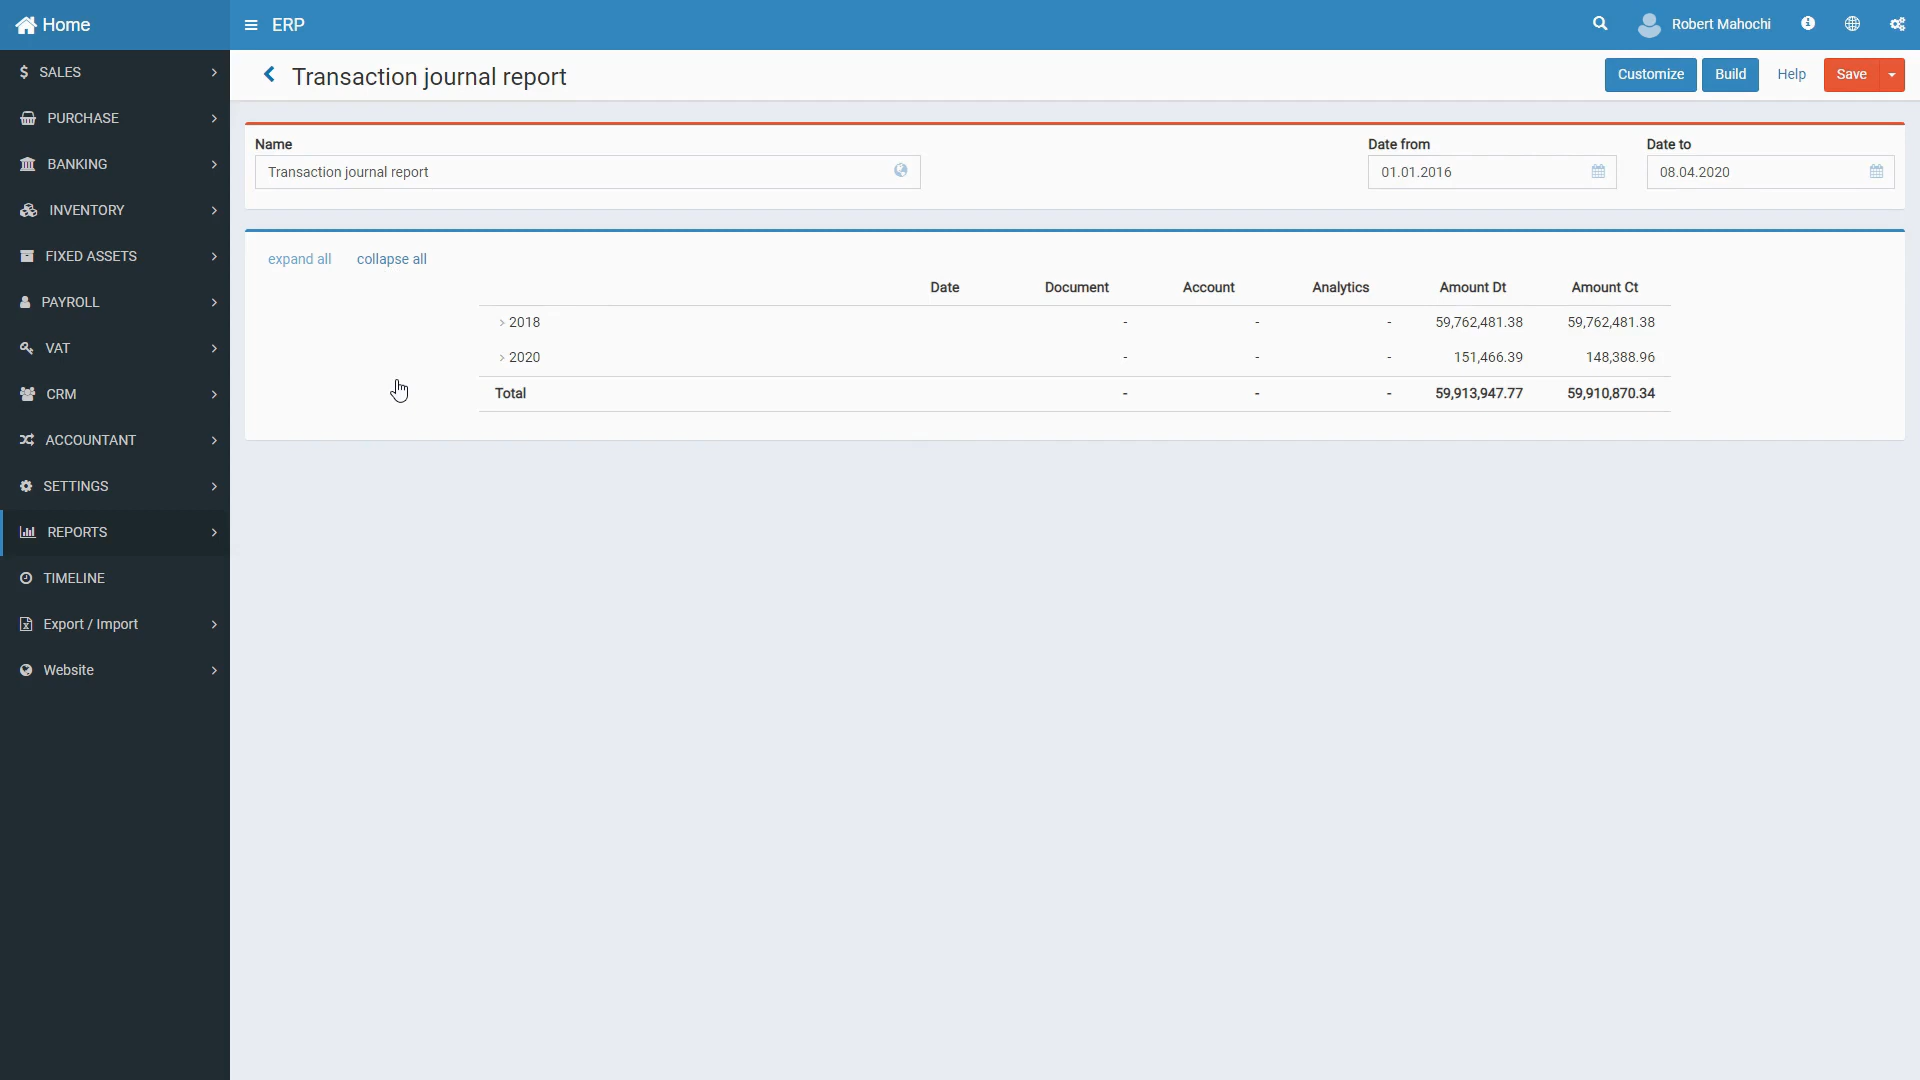 Home
ERP
Robert Mahochi
SALES
PURCHASE
BANKING
INVENTORY
FIXED ASSETS
PAYROLL
VAT
CRM
ACCOUNTANT
SETTINGS
REPORTS
TIMELINE
Export / Import
Website
Transaction journal report
Customize Build Help Save
Name Date from Date to
Transaction journal report 01.01.2016 08.04.2020
expand all collapse all
Date Document Account Analytics Amount Dt Amount Ct
2018 - - - 59,762,481.38 59,762,481.38
2020 - - - 151,466.39 148,388.96
Total - - - 59,913,947.77 59,910,870.34